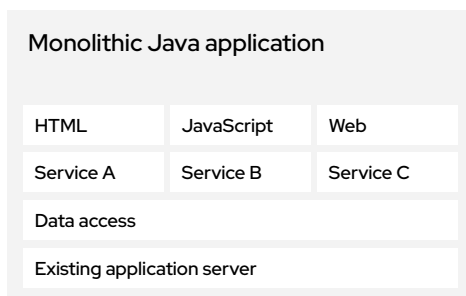 Monolithic Java application
HTML JavaScript Web
Service A Service B Service C
Data access
Existing application server